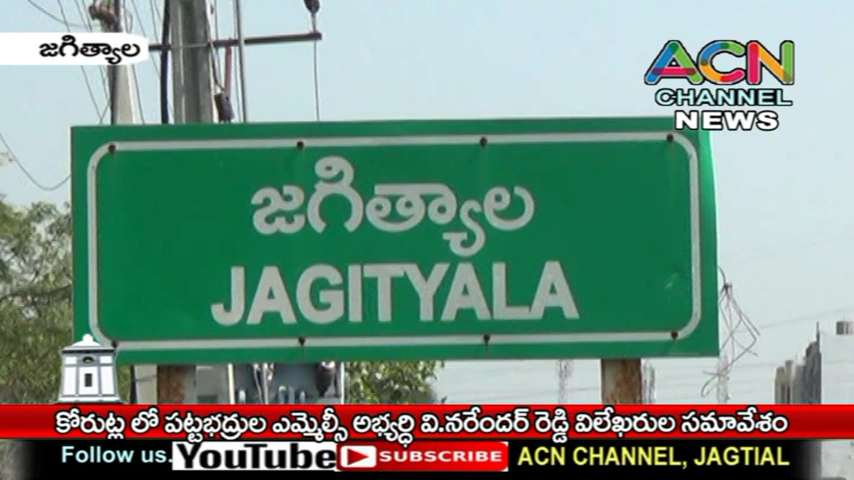 జగిత్యాల
ACN
CHANNEL
NEWS
జగిత్యాల
JAGITYALA
కోరుట్ల లో పట్టభద్రుల ఎమ్మెల్సీ అభ్యర్ధి వి.నరేందర్ రెడ్డి విలేఖరుల సమావేశం
Follow us. YouTube SUBSCRIBE ACN CHANNEL, JAGTIAL